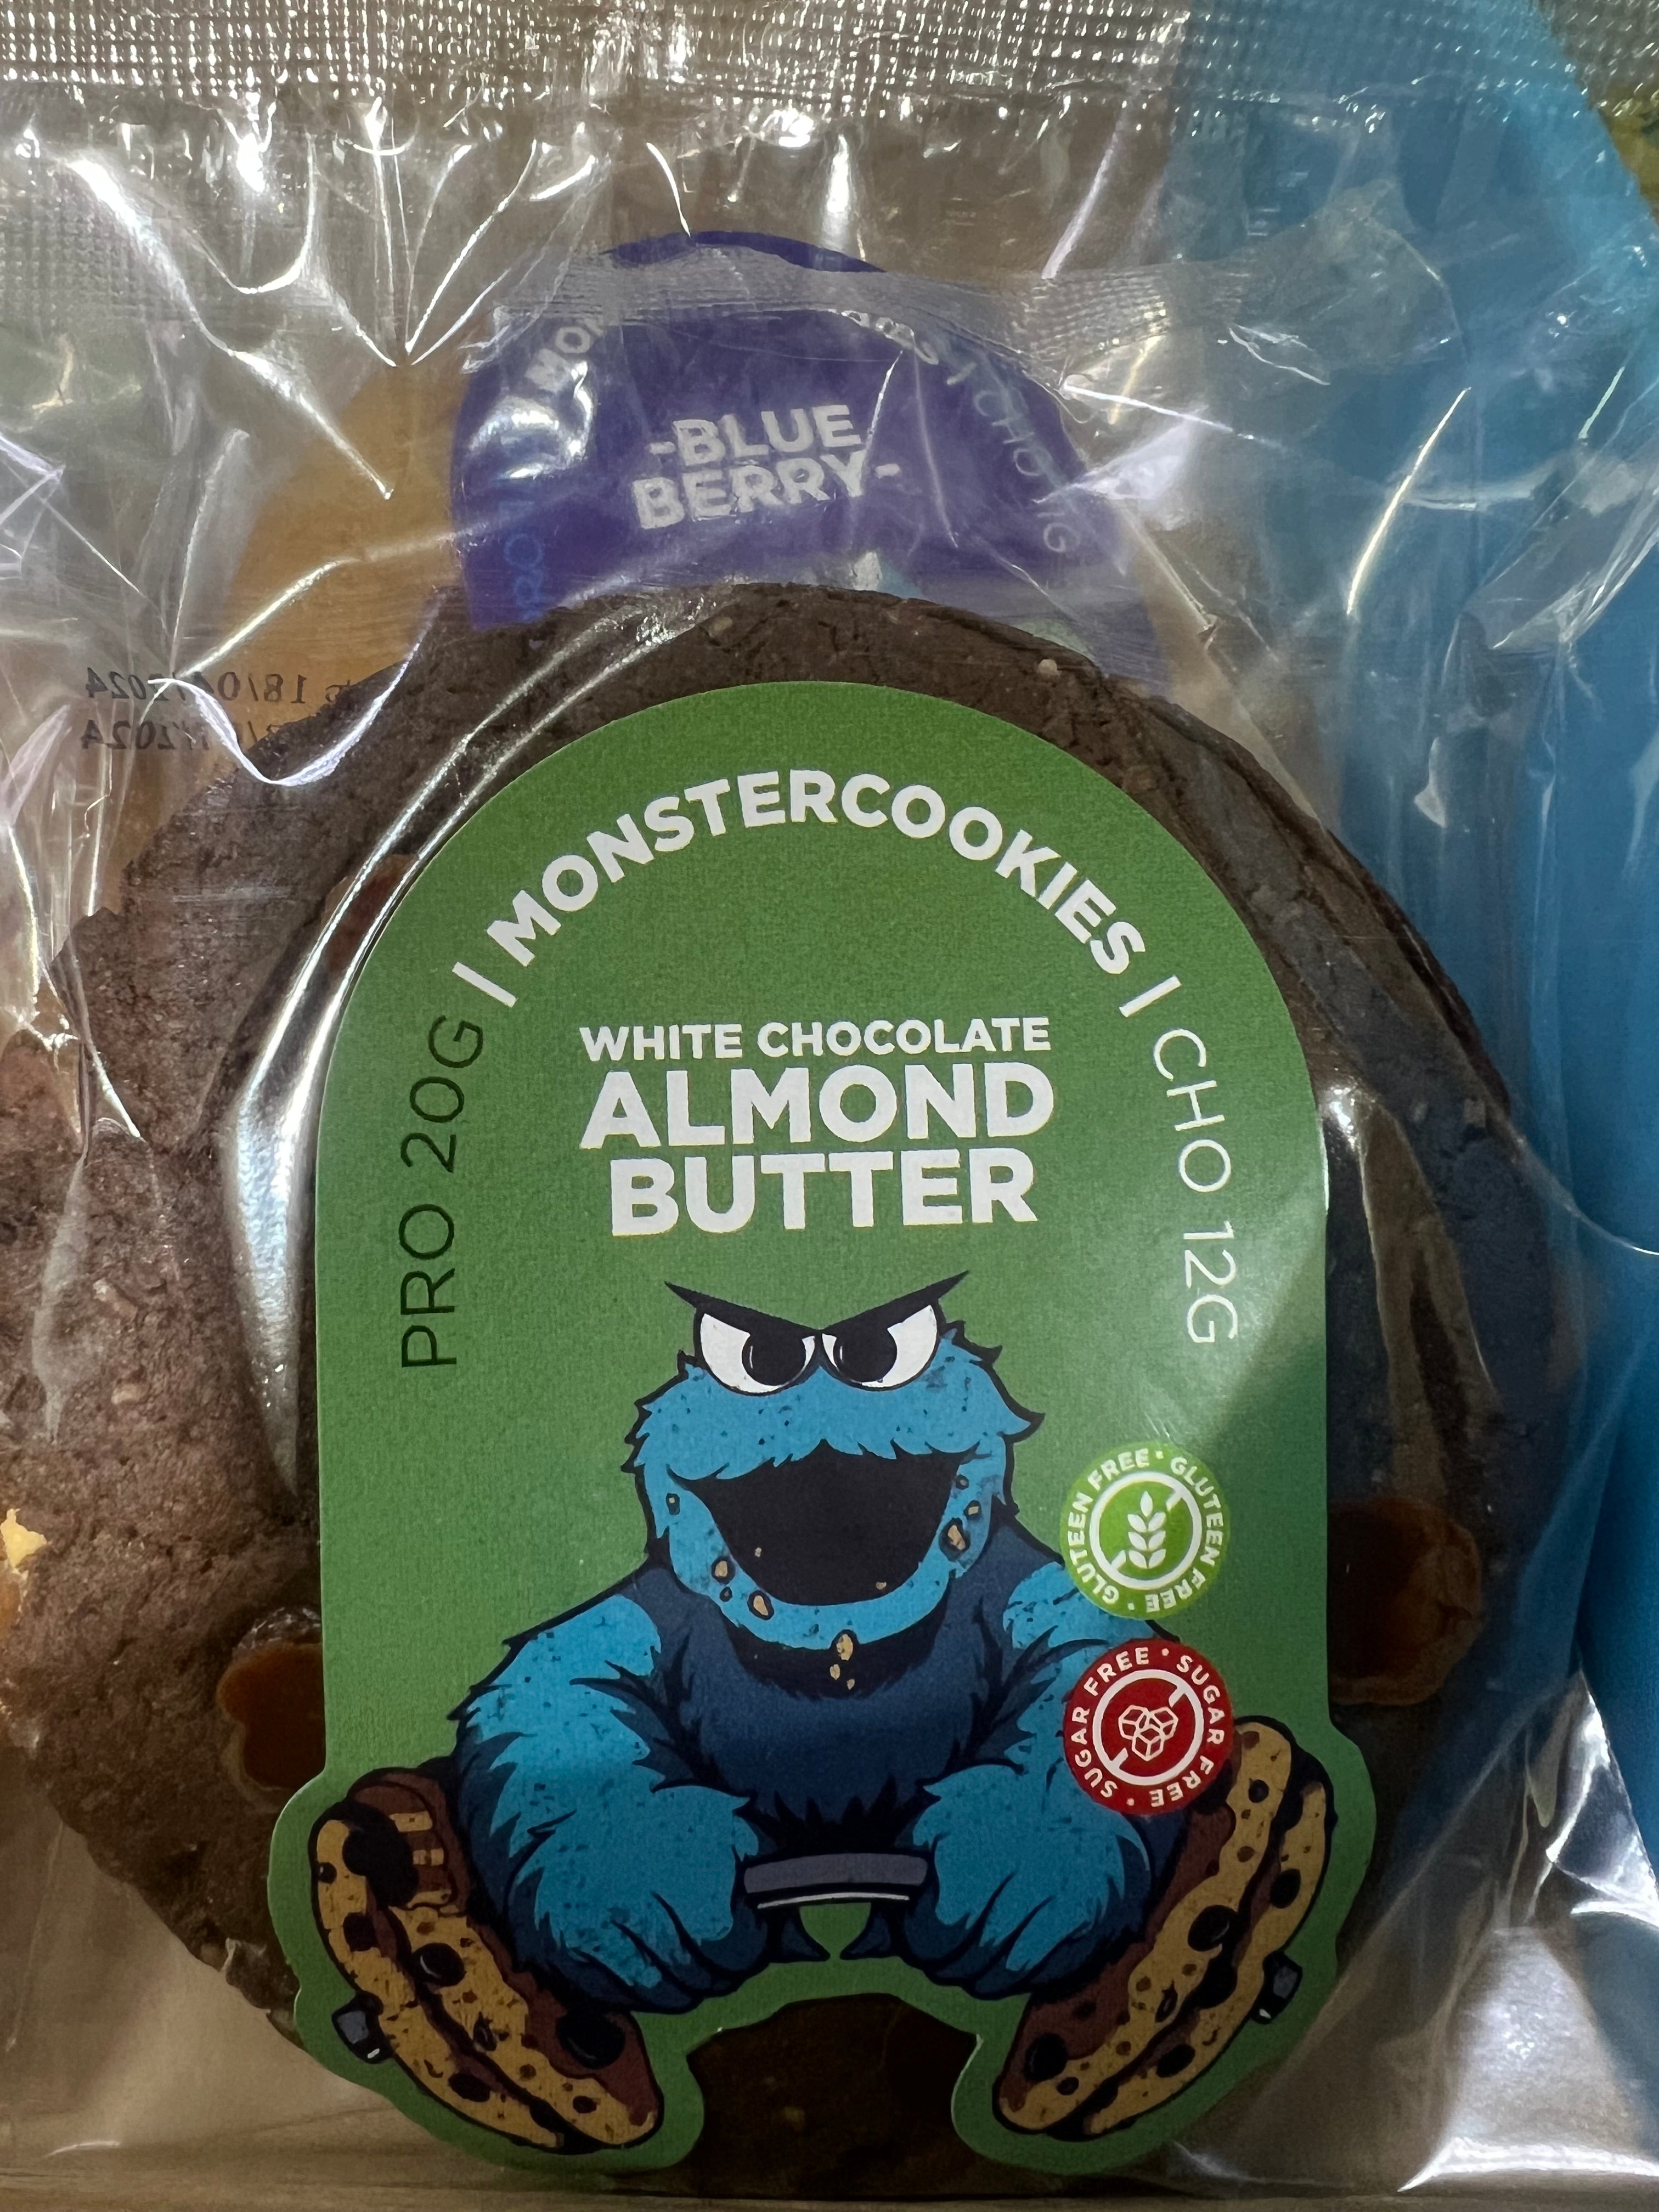 -BLUE
BERRY-
PRO 20G | MONSTERCOOKIES | CHO 12G
WHITE CHOCOLATE
ALMOND
BUTTER
GLUTEEN FREE • GLUTEEN FREE •
SUGAR FREE • SUGAR FREE •